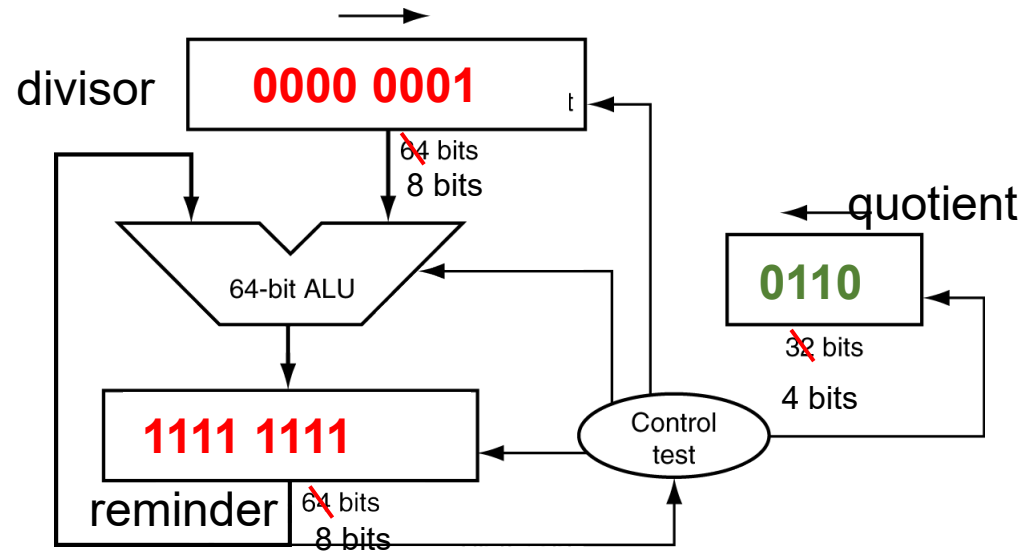 divisor
0000 0001
t
64 bits
8 bits
quotient
0110
32 bits
4 bits
64-bit ALU
1111 1111
Control
test
reminder
64 bits
8 bits